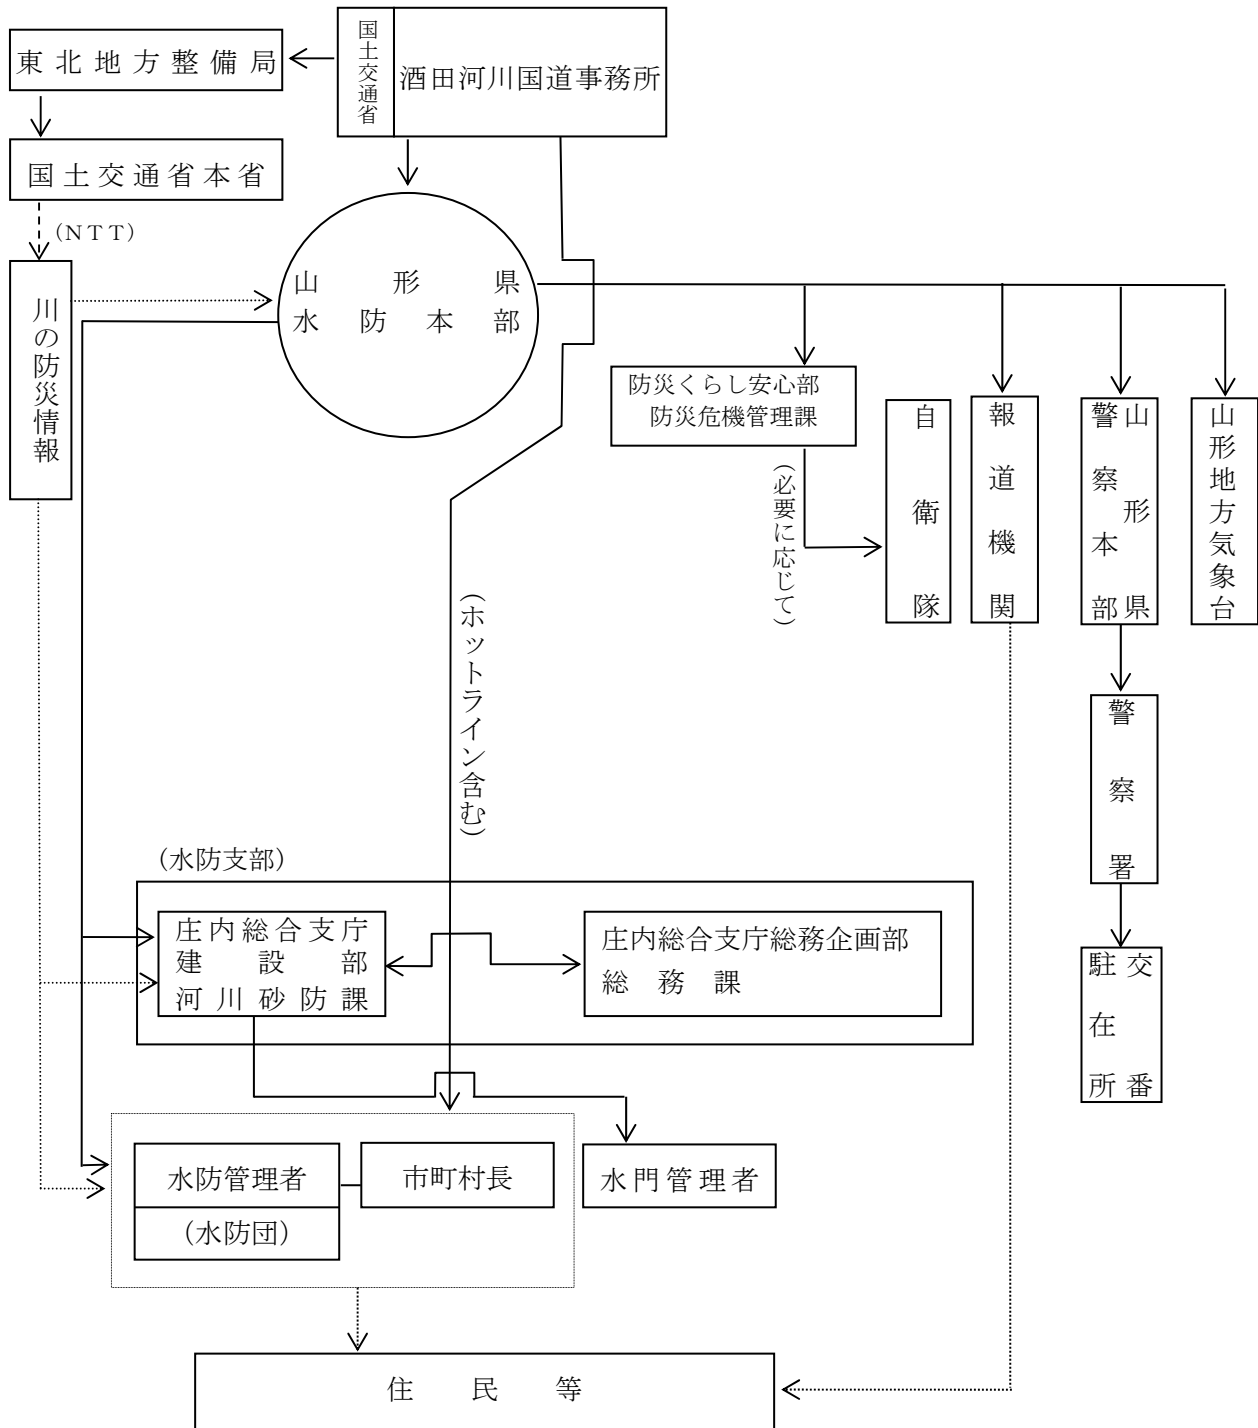 国土交通省
酒田河川国道事務所
東北地方整備局
国土交通省本省
(NTT)
川の防災情報
山形県
水防本部
防災くらし安心部
防災危機管理課
(必要に応じて)
自衛隊
報道機関
山形県
警察本部
山形地方気象台
(ホットライン含む)
警察署
交番
駐在所
(水防支部)
庄内総合支庁
建設部
河川砂防課
庄内総合支庁総務企画部
総務課
水防管理者
(水防団)
市町村長
水門管理者
住民等